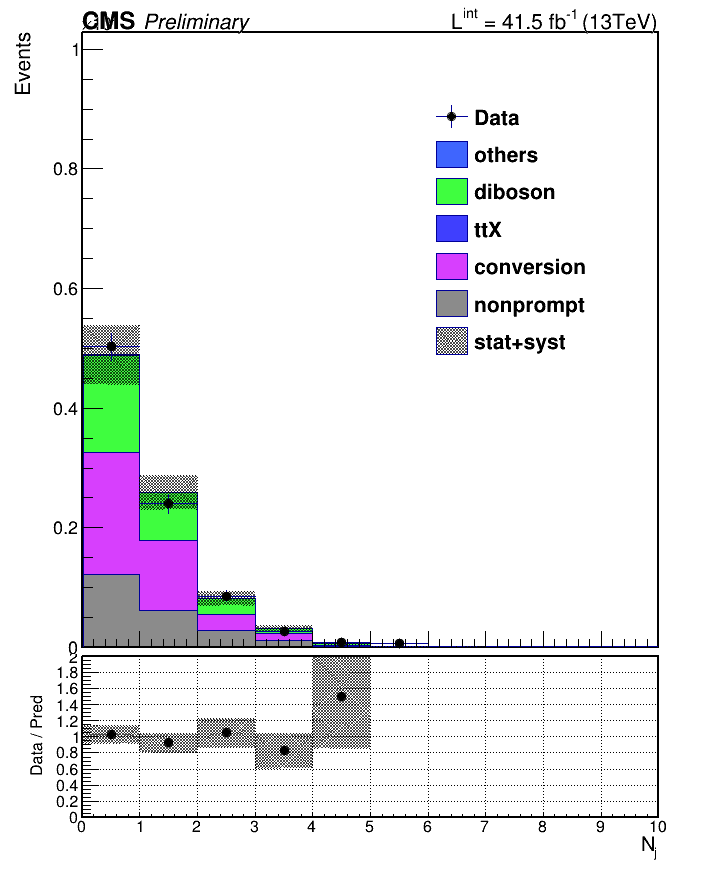 CMS Preliminary L^int = 41.5 fb^-1 (13TeV)
Events
1
0.8
0.6
0.4
0.2
0
Data
others
diboson
ttX
conversion
nonprompt
stat+syst
Data / Pred
2
1.8
1.6
1.4
1.2
1
0.8
0.6
0.4
0.2
0
0 1 2 3 4 5 6 7 8 9 10
N_j